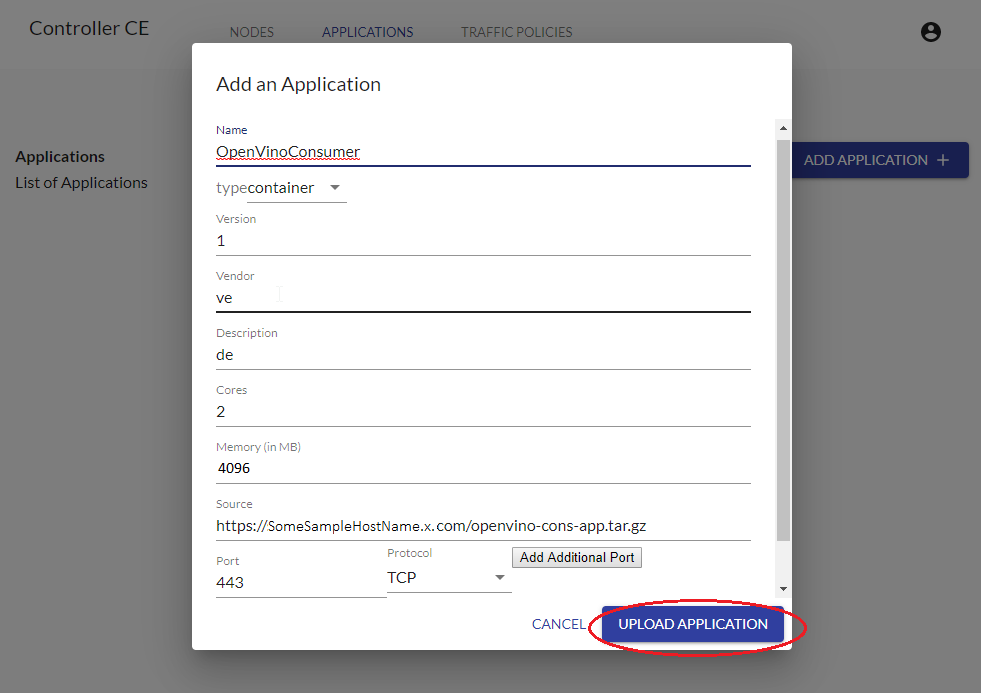 Controller CE
NODES APPLICATIONS TRAFFIC POLICIES
Add an Application
Applications
List of Applications
ADD APPLICATION +
Name
OpenVinoConsumer
type container
Version
1
Vendor
ve
Description
de
Cores
2
Memory (in MB)
4096
Source
https://SomeSampleHostName.x.com/openvino-cons-app.tar.gz
Port Protocol Add Additional Port
443 TCP
CANCEL UPLOAD APPLICATION